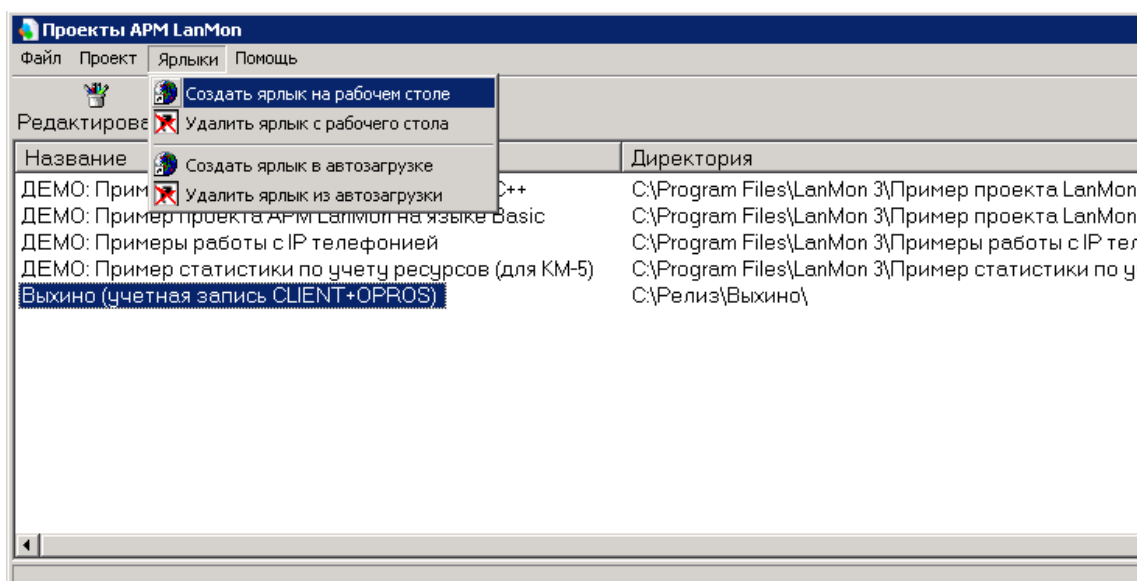 Проекты АРМ LanMon
Файл Проект Ярлыки Помощь
Создать ярлык на рабочем столе
Редактирова Удалить ярлык с рабочего стола
Создать ярлык в автозагрузке
Удалить ярлык из автозагрузки
Название Директория
ДЕМО: Прим C++ C:\Program Files\LanMon 3\Пример проекта LanMon
ДЕМО: Пример проекта АРМ LanMon на языке Basic C:\Program Files\LanMon 3\Пример проекта LanMon
ДЕМО: Примеры работы с IP телефонией C:\Program Files\LanMon 3\Примеры работы с IP тел
ДЕМО: Пример статистики по учету ресурсов (для КМ-5) C:\Program Files\LanMon 3\Пример статистики по у
Выхино (учетная запись CLIENT+OPROS) C:\Релиз\Выхино\